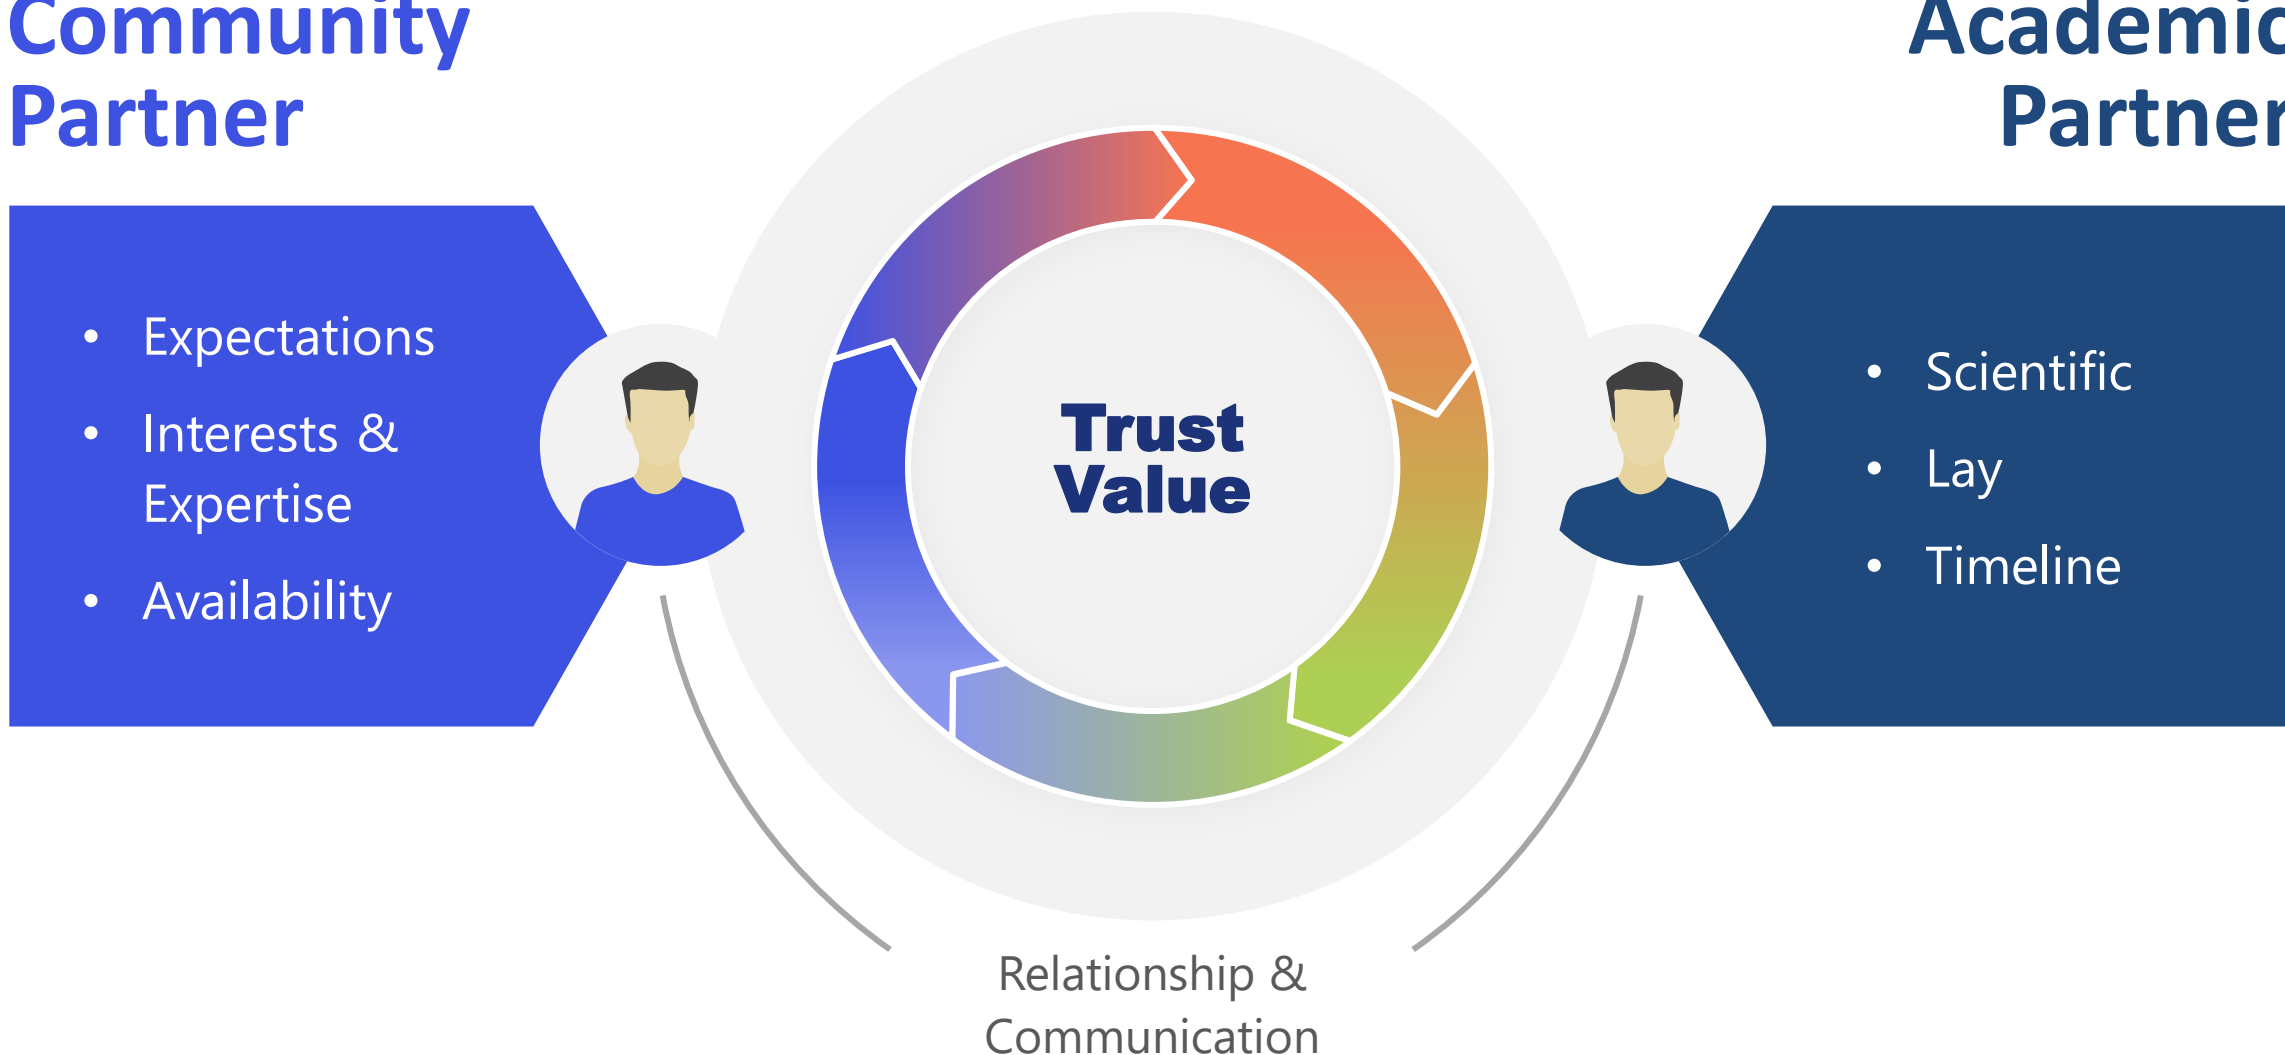 Community
Partner
• Expectations
• Interests &
Expertise
• Availability
Trust
Value
Academic
Partner
• Scientific
• Lay
• Timeline
Relationship &
Communication